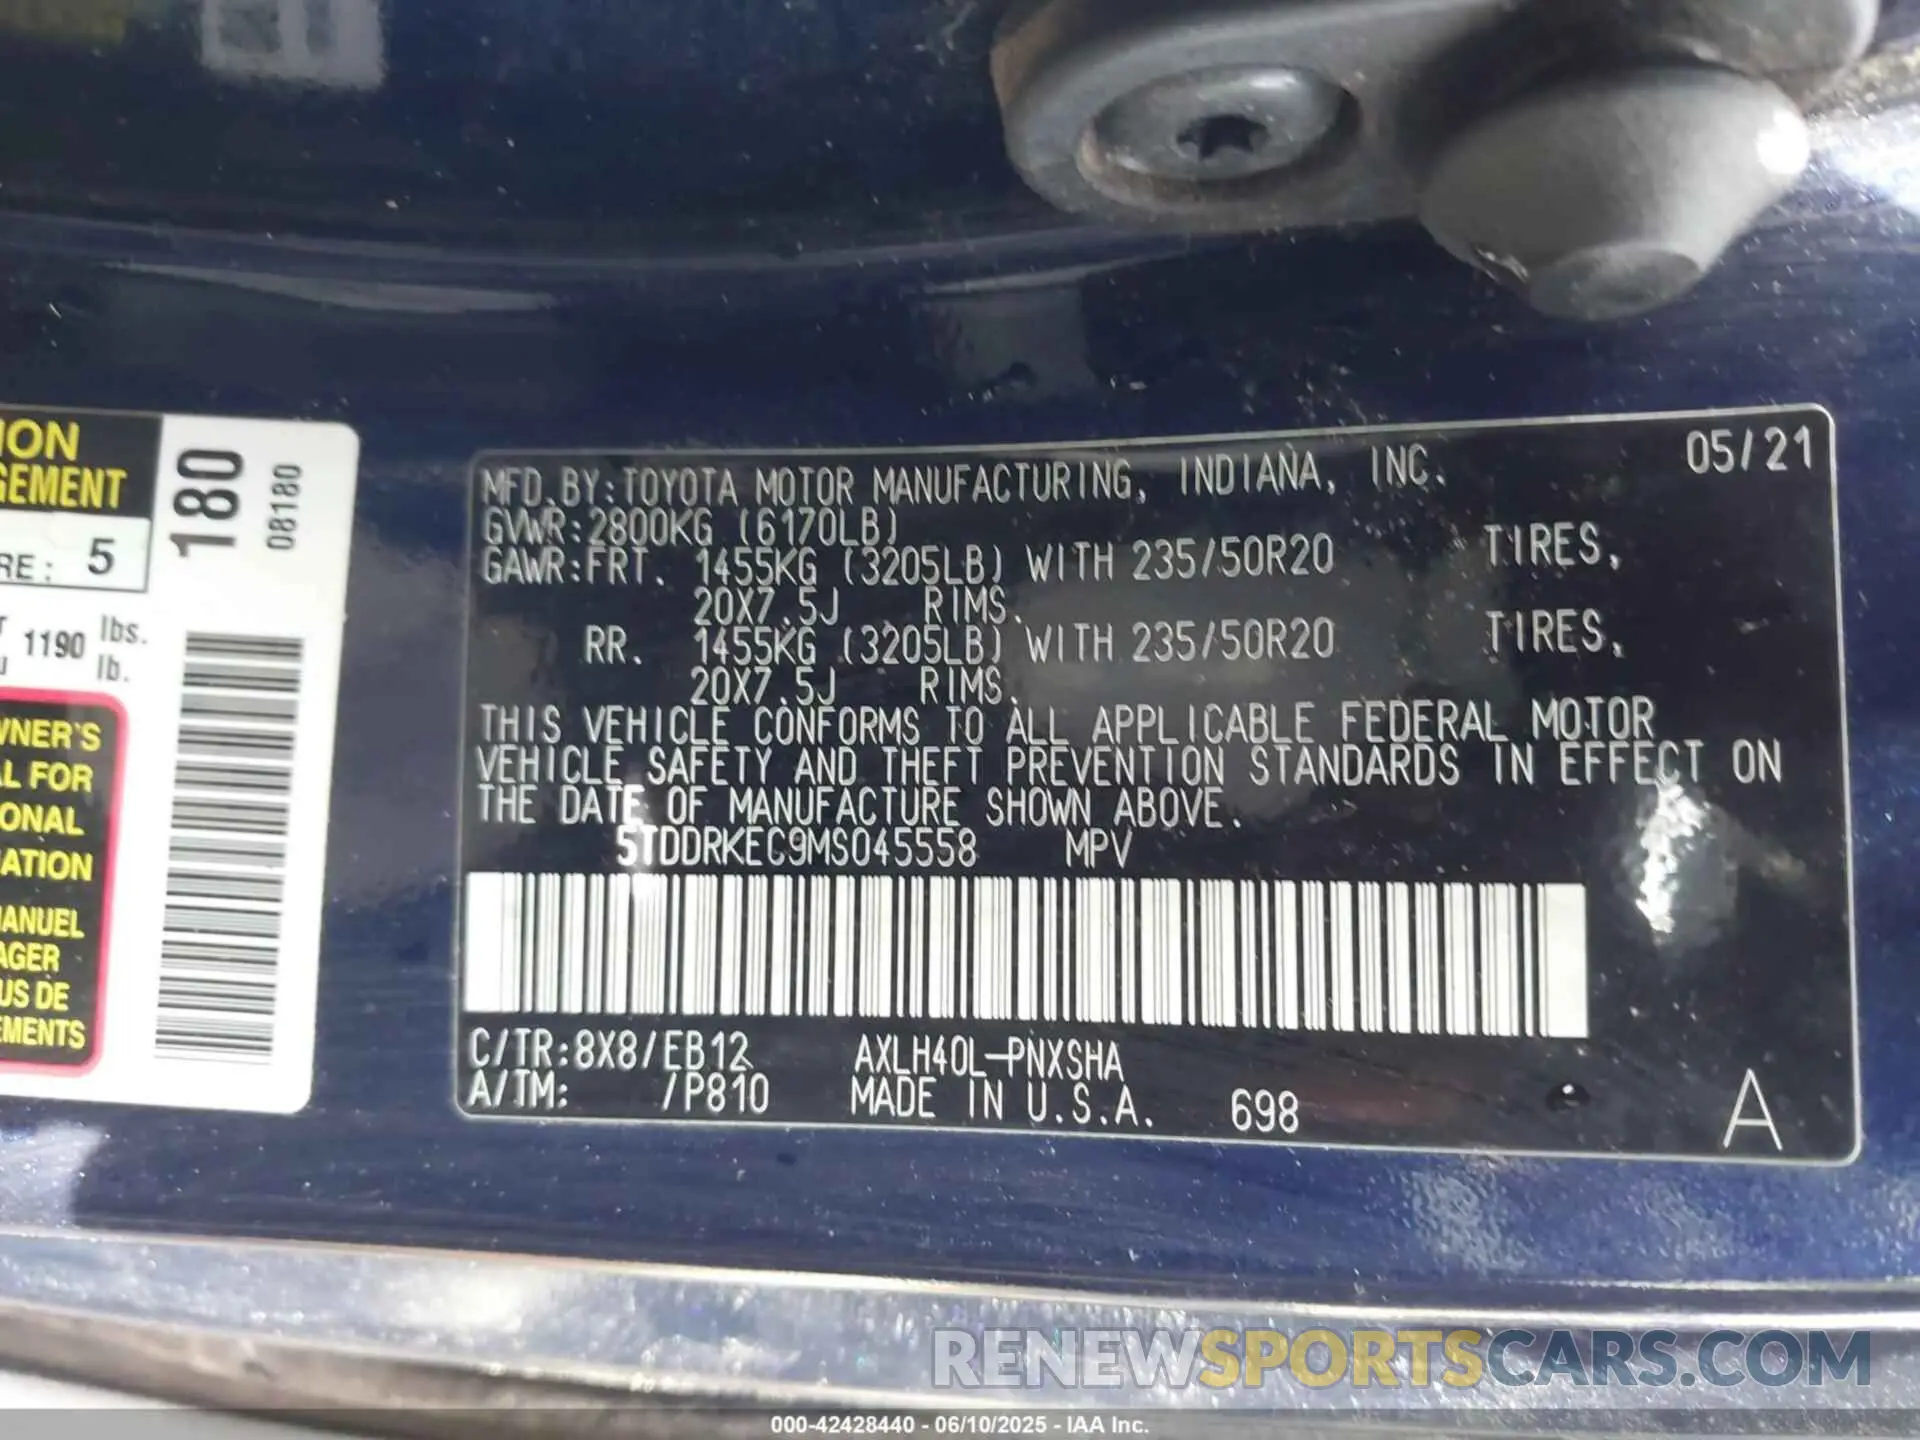 ION
GEMENT
RE: 5
1190 lbs.
lb.
WNER'S
L FOR
ONAL
ATION
MANUEL
AGER
US DE
EMENTS
180
08180
05/21
MFD.BY:TOYOTA MOTOR MANUFACTURING, INDIANA, INC.
GVWR:2800KG (6170LB)
GAWR:FRT. 1455KG (3205LB) WITH 235/50R20 TIRES,
20X7.5J RIMS.
RR. 1455KG (3205LB) WITH 235/50R20 TIRES,
20X7.5J RIMS.
THIS VEHICLE CONFORMS TO ALL APPLICABLE FEDERAL MOTOR
VEHICLE SAFETY AND THEFT PREVENTION STANDARDS IN EFFECT ON
THE DATE OF MANUFACTURE SHOWN ABOVE.
5TDDRKEC9MS045558 MPV
C/TR:8X8/EB12 AXLH40L-PNXSHA
A/TM: /P810 MADE IN U.S.A. 698 A
RENEWSPORTSCARS.COM
000-42428440 - 06/10/2025 - IAA Inc.